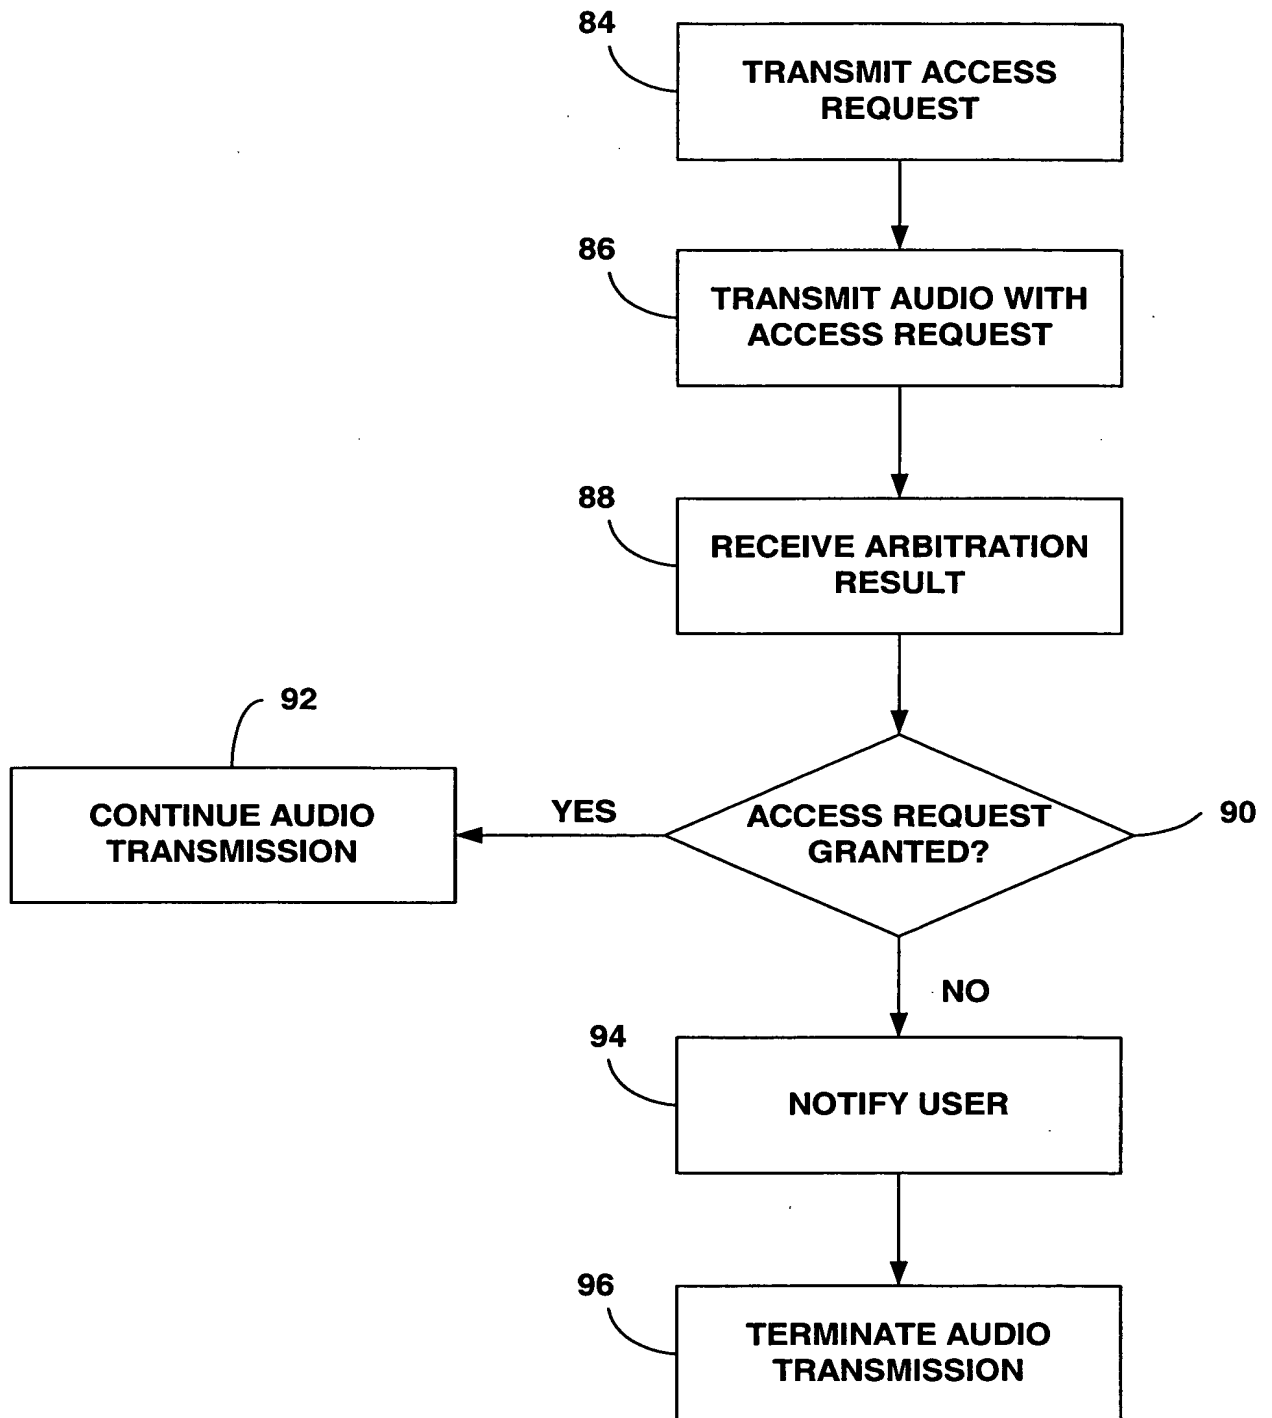 84
TRANSMIT ACCESS
REQUEST
86
TRANSMIT AUDIO WITH
ACCESS REQUEST
88
RECEIVE ARBITRATION
RESULT
92
CONTINUE AUDIO
TRANSMISSION
YES
ACCESS REQUEST
GRANTED?
90
NO
94
NOTIFY USER
96
TERMINATE AUDIO
TRANSMISSION